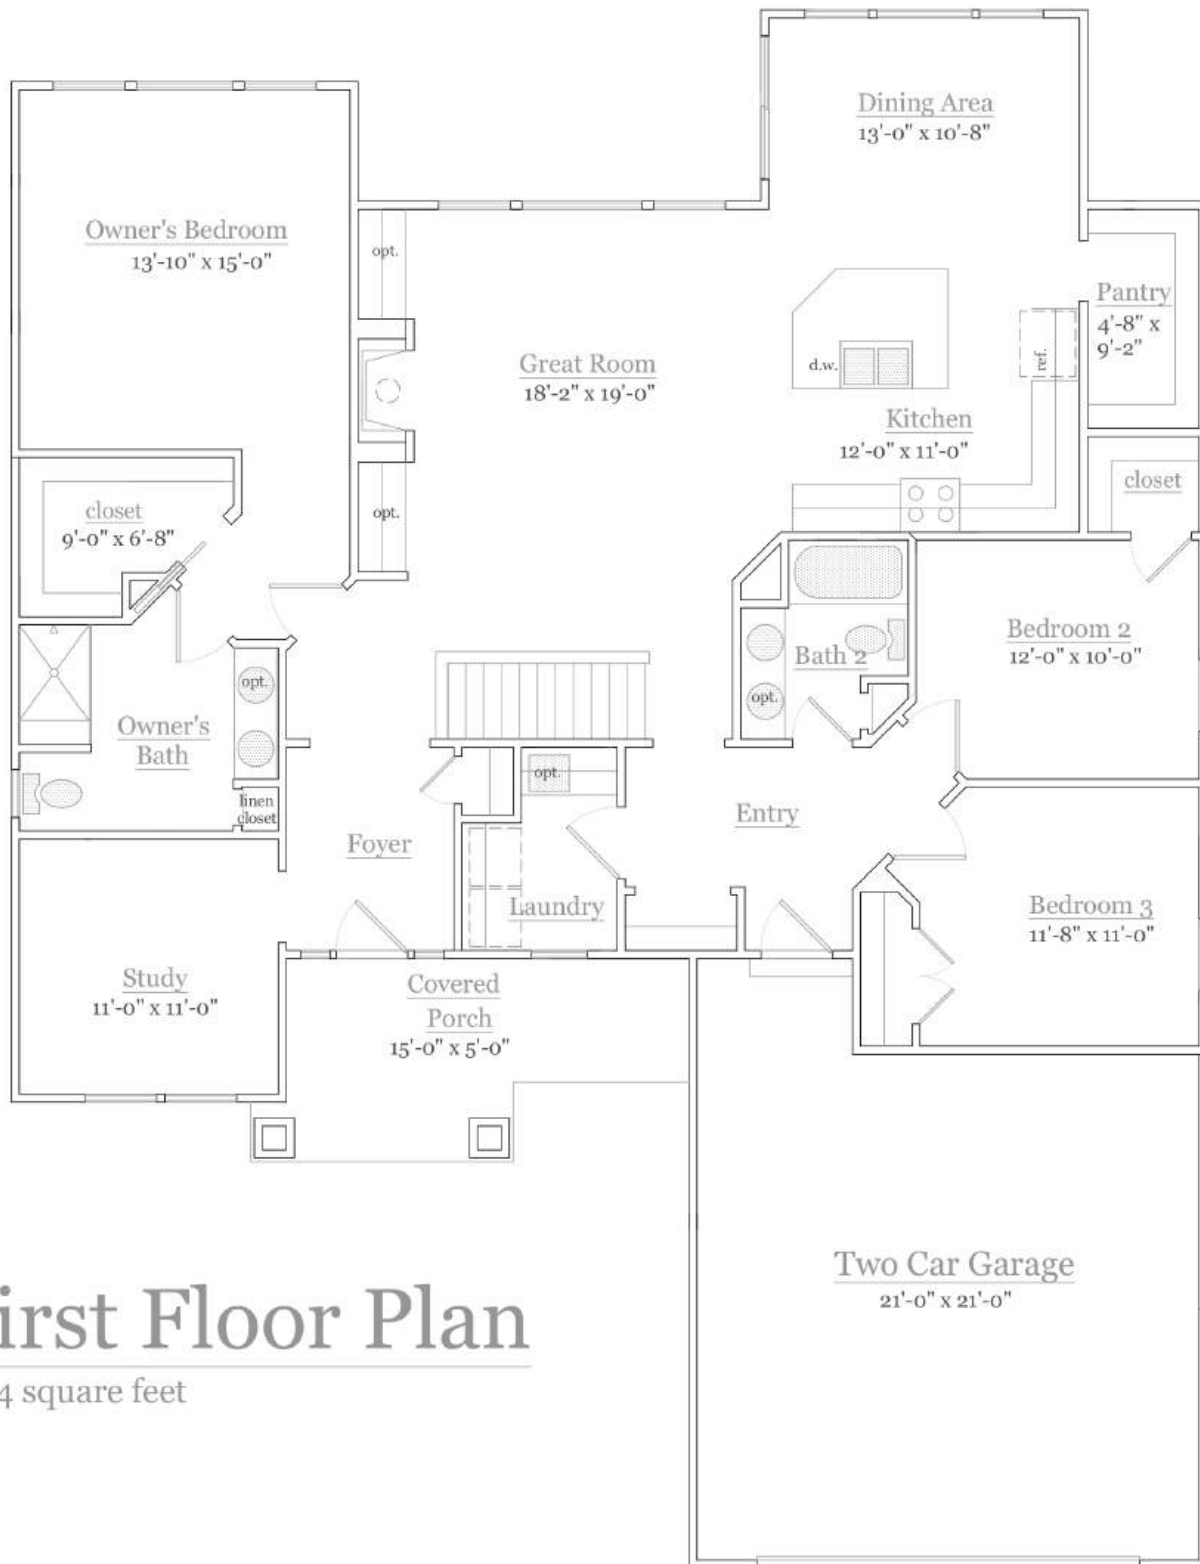 Dining Area
13'-0" x 10'-8"
Owner's Bedroom
13'-10" x 15'-0"
opt.
Pantry
4'-8" x
9'-2"
Great Room
18'-2" x 19'-0"
d.w.
ref.
Kitchen
12'-0" x 11'-0"
closet
9'-0" x 6'-8"
opt.
closet
Bedroom 2
12'-0" x 10'-0"
Bath 2
opt.
opt.
Owner's
Bath
opt.
linen
closet
Foyer
Entry
Laundry
Bedroom 3
11'-8" x 11'-0"
Study
11'-0" x 11'-0"
Covered
Porch
15'-0" x 5'-0"
Two Car Garage
21'-0" x 21'-0"
irst Floor Plan
4 square feet